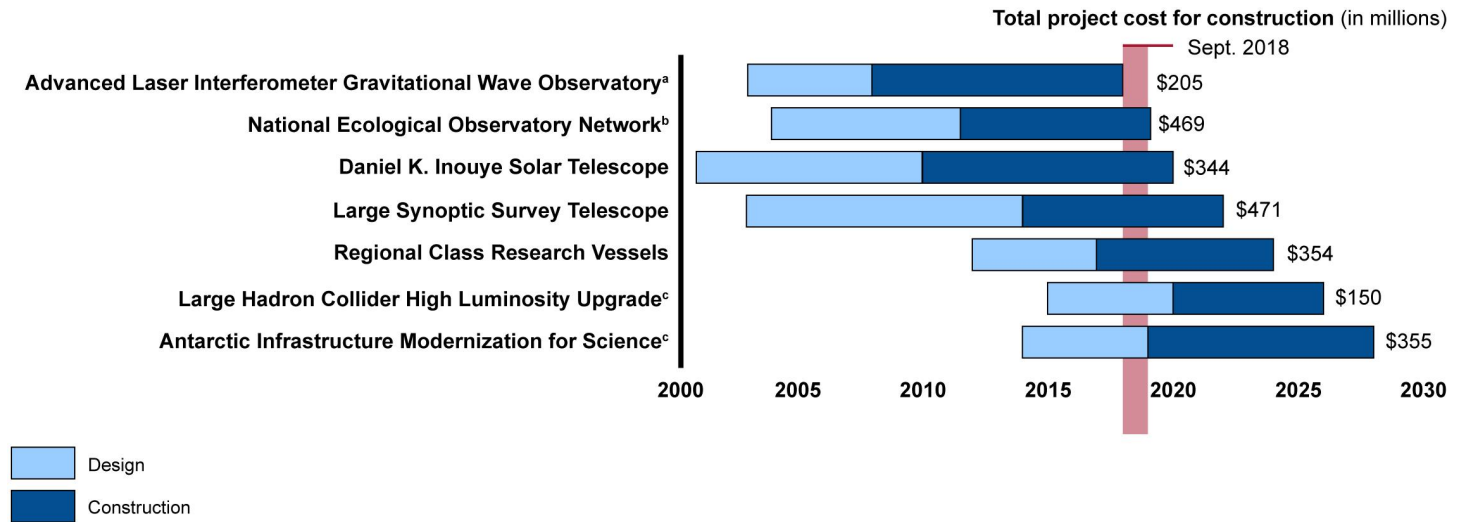 Total project cost for construction (in millions)
Sept. 2018
Advanced Laser Interferometer Gravitational Wave Observatoryᵃ $205
National Ecological Observatory Networkᵇ $469
Daniel K. Inouye Solar Telescope $344
Large Synoptic Survey Telescope $471
Regional Class Research Vessels $354
Large Hadron Collider High Luminosity Upgradeᶜ $150
Antarctic Infrastructure Modernization for Scienceᶜ $355
2000 2005 2010 2015 2020 2025 2030
Design
Construction